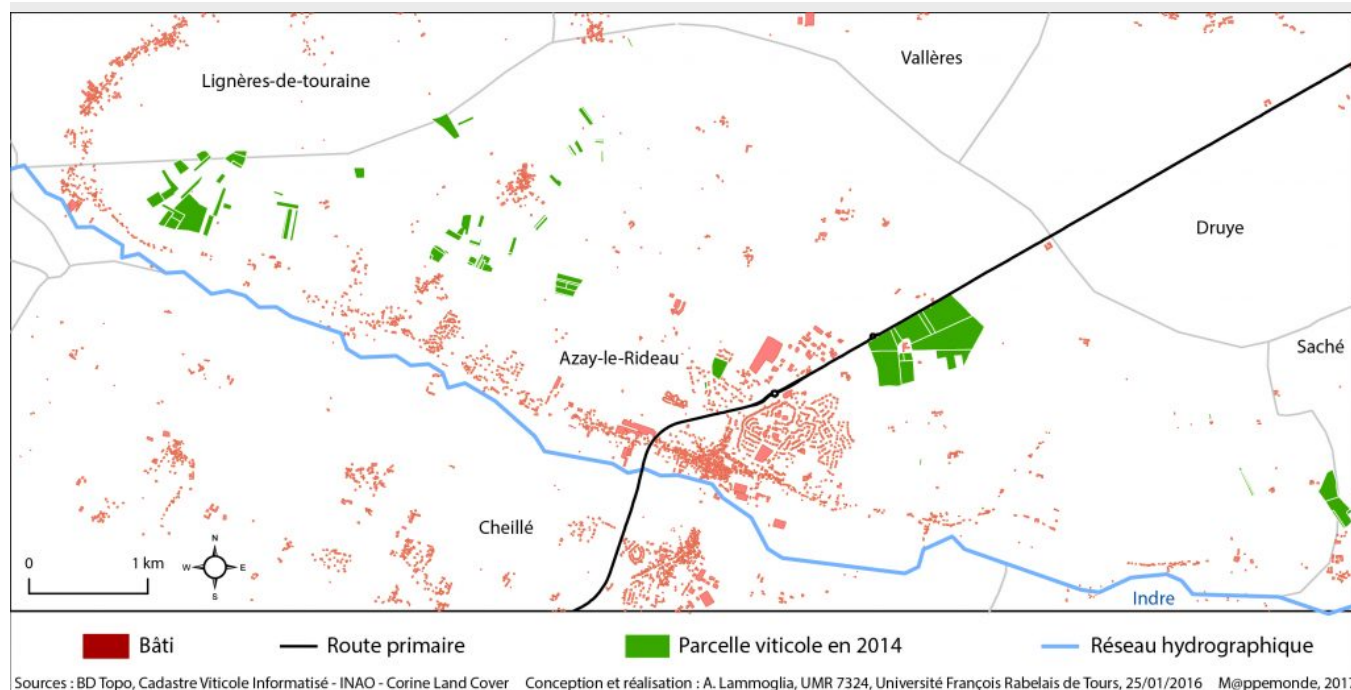 Vallères
Lignères-de-touraine
Druye
Saché
Azay-le-Rideau
Cheillé
0 1 km
N
W E
S
Indre
Bâti Route primaire Parcelle viticole en 2014 Réseau hydrographique
Sources : BD Topo, Cadastre Viticole Informatisé - INAO - Corine Land Cover Conception et réalisation : A. Lammoglia, UMR 7324, Université François Rabelais de Tours, 25/01/2016 M@ppemonde, 2017